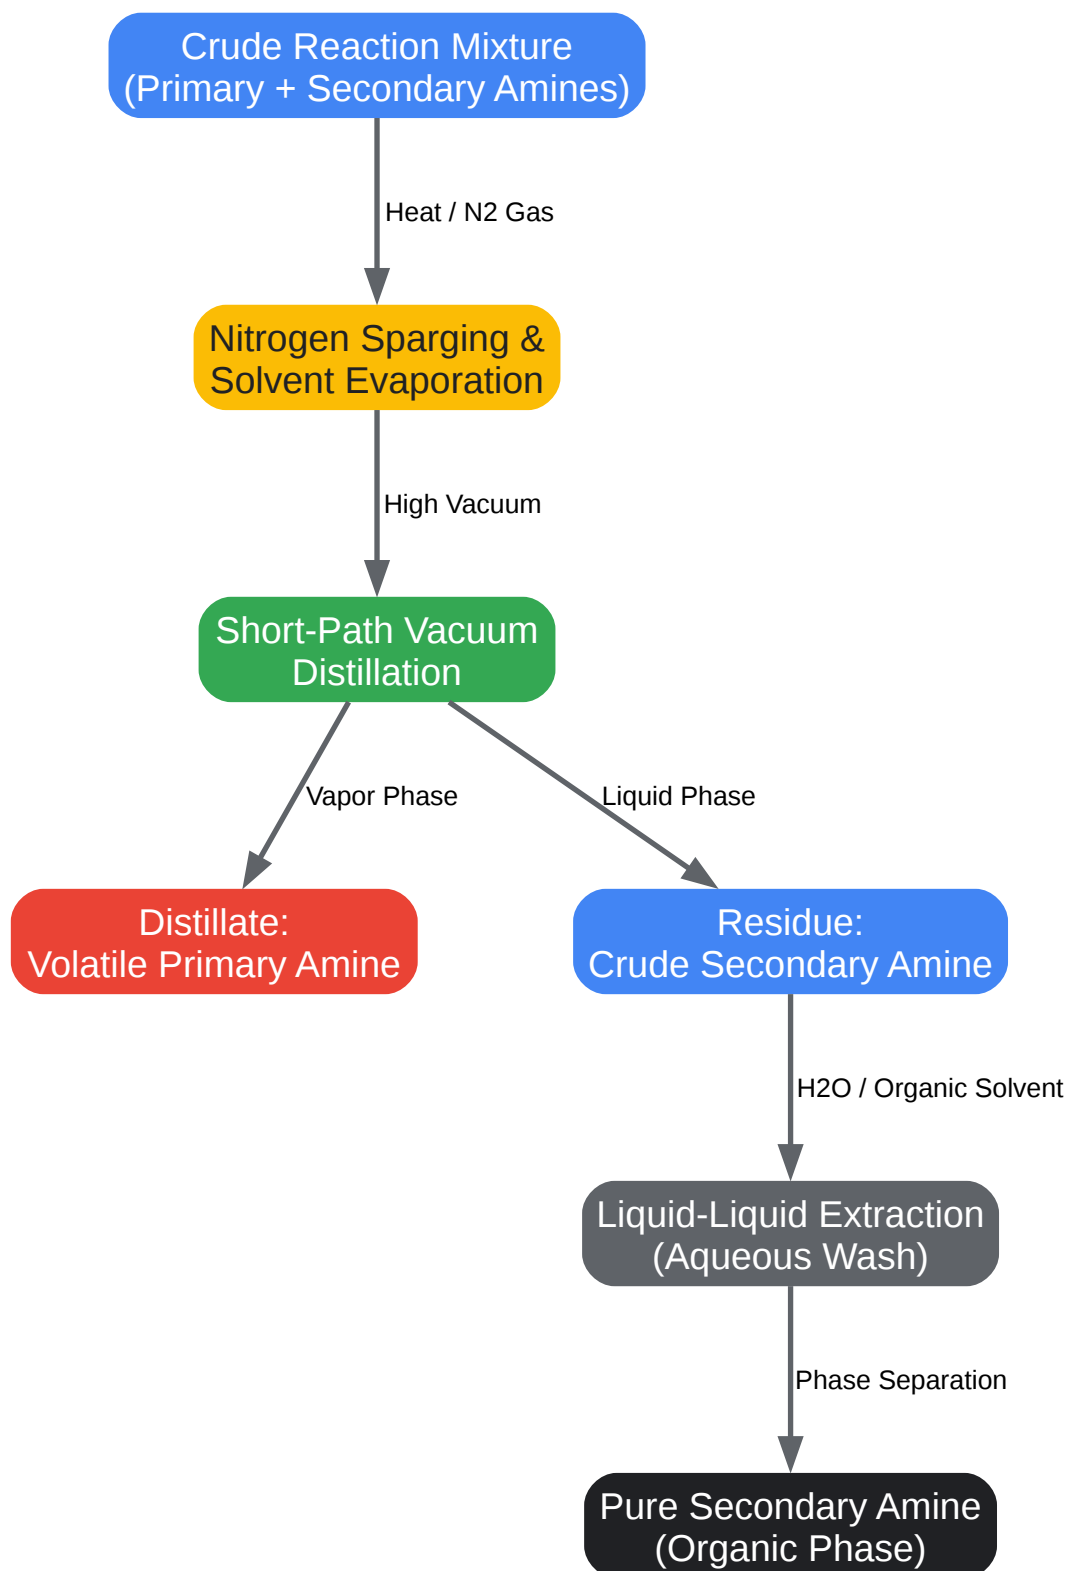 Crude Reaction Mixture
(Primary + Secondary Amines)
Heat / N2 Gas
Nitrogen Sparging &
Solvent Evaporation
High Vacuum
Short-Path Vacuum
Distillation
Vapor Phase
Liquid Phase
Distillate:
Volatile Primary Amine
Residue:
Crude Secondary Amine
H2O / Organic Solvent
Liquid-Liquid Extraction
(Aqueous Wash)
Phase Separation
Pure Secondary Amine
(Organic Phase)